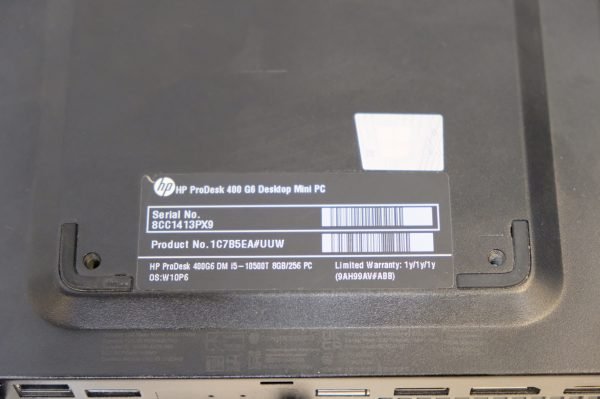 hp HP ProDesk 400 G6 Desktop Mini PC
Serial No.
8CC1413PX9
Product No.1C7B5EA#UUW
HP ProDesk 400G6 DM i5-10500T 8GB/256 PC
OS:W10P6
Limited Warranty: 1y/1y/1y
(9AH99AV#ABB)